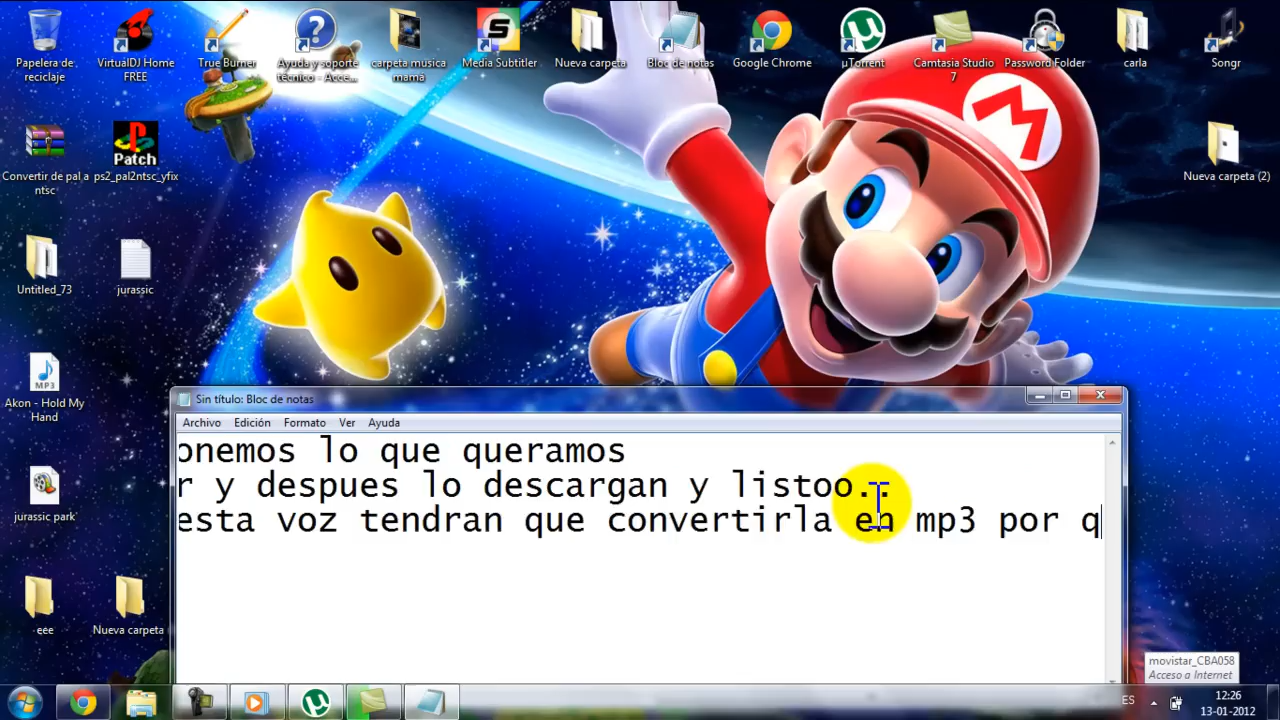 Papelera de
reciclaje
VirtualDJ Home
FREE
True Burner
Ayuda y soporte
técnico - Acce...
carpeta musica
mamá
Media Subtitler
Nueva carpeta
Bloc de notas
Google Chrome
µTorrent
Camtasia Studio
7
Password Folder
carla
Songr
Convertir de pal a
ntsc
Patch
ps2_pal2ntsc_yfix
Nueva carpeta (2)
M
Untitled_73
jurassic
MP3
Akon - Hold My
Hand
jurassic park
eee
Nueva carpeta
Sin título: Bloc de notas
Archivo Edición Formato Ver Ayuda
onemos lo que queramos
r y despues lo descargan y listoo..
esta voz tendran que convertirla en mp3 por q
movistar_CBA058
Acceso a Internet
ES
12:26
13-01-2012